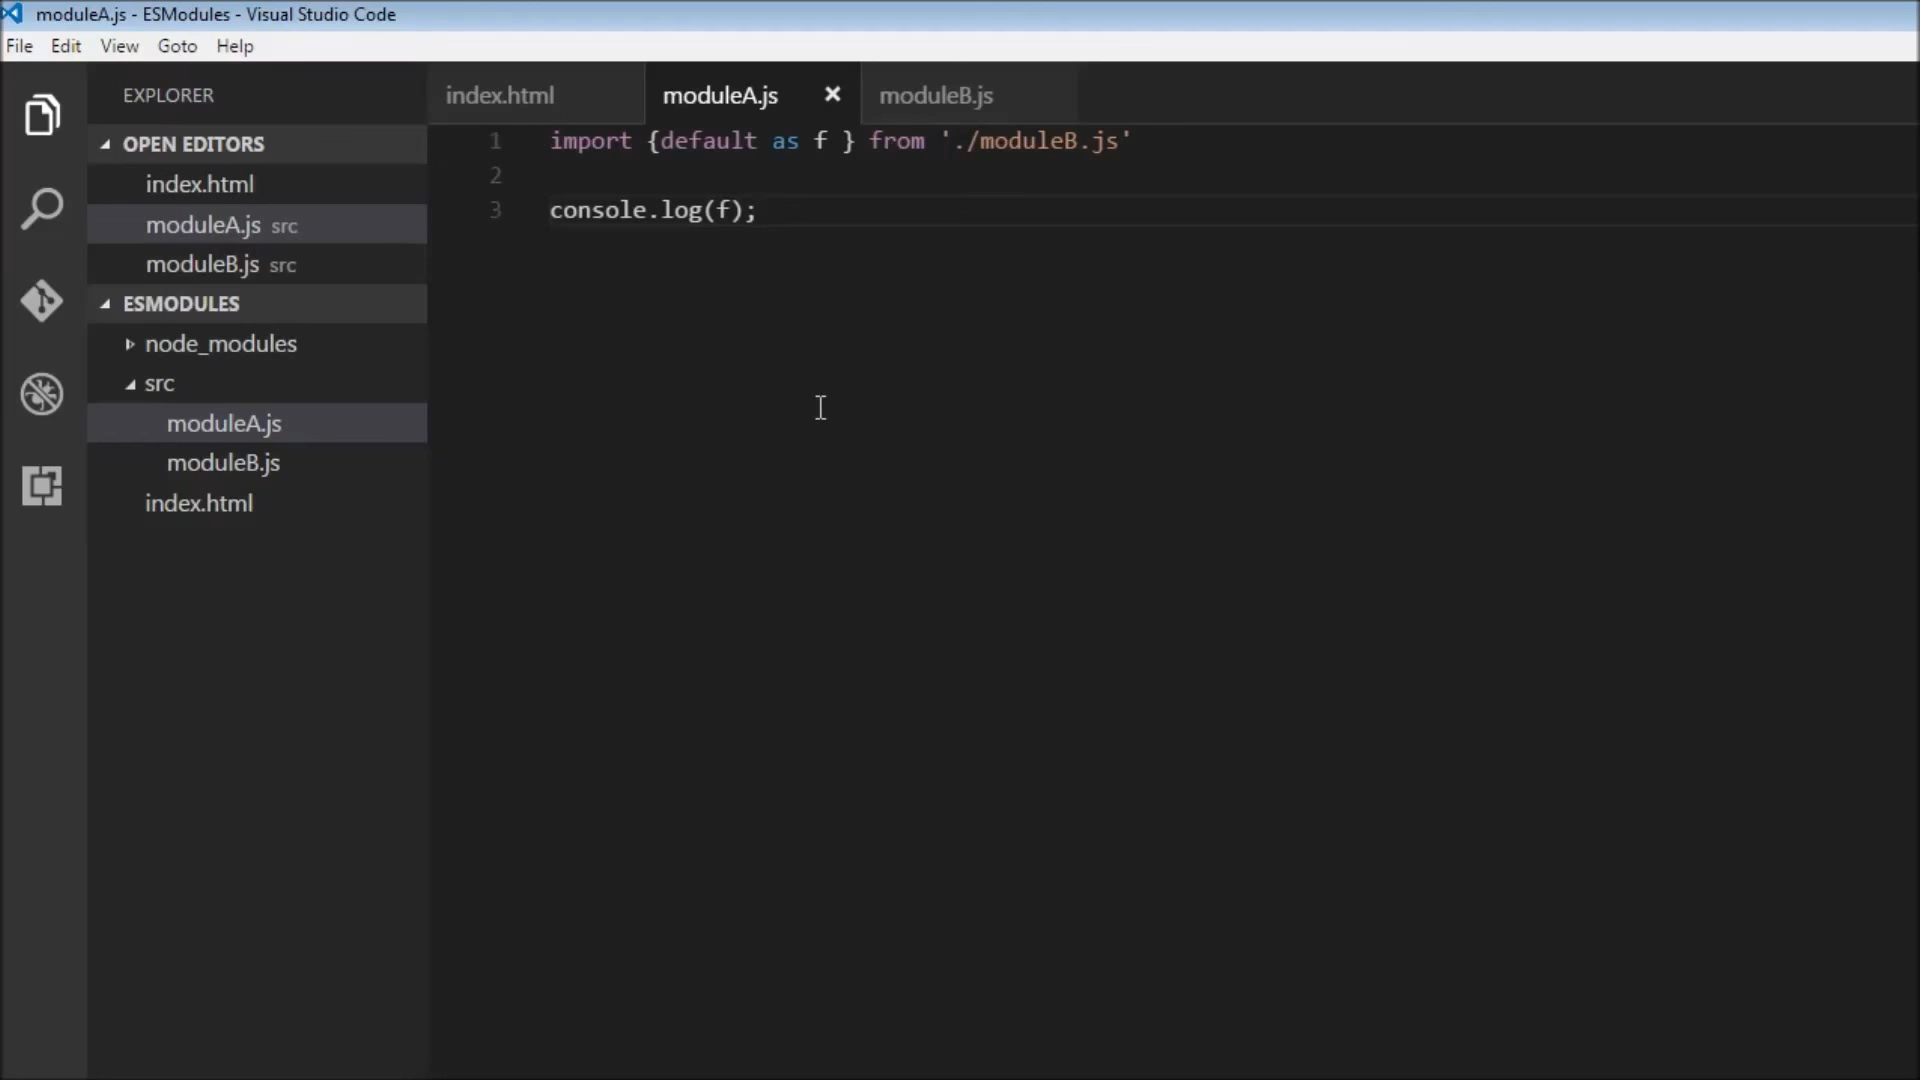 moduleA.js - ESModules - Visual Studio Code
File Edit View Goto Help
EXPLORER
OPEN EDITORS
index.html
moduleA.js src
moduleB.js src
ESMODULES
node_modules
src
moduleA.js
moduleB.js
index.html
index.html moduleA.js moduleB.js
1 import {default as f } from './moduleB.js'
2
3 console.log(f);